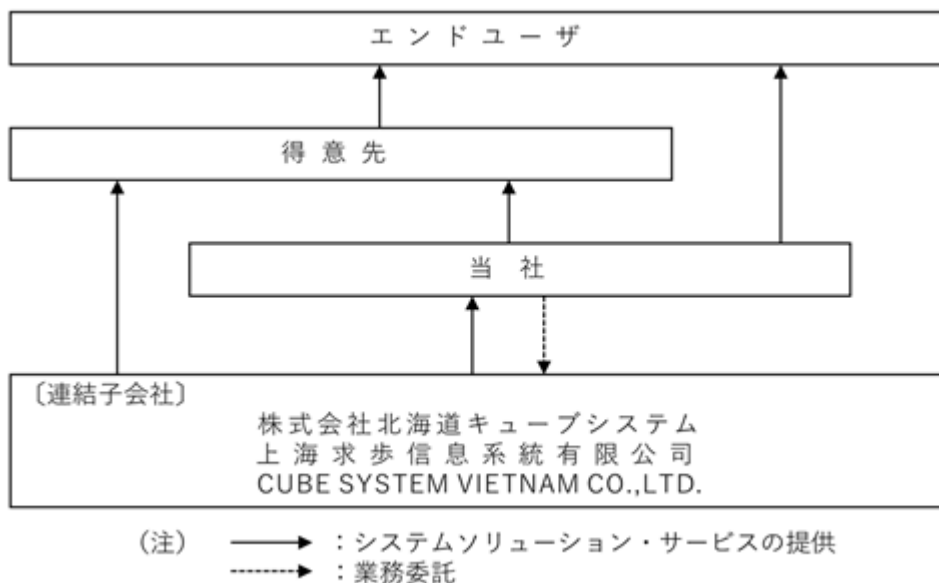 エンドユーザ
得意先
当社
〔連結子会社〕
株式会社北海道キューブシステム
上海求歩信息系統有限公司
CUBE SYSTEM VIETNAM CO.,LTD.
(注) ：システムソリューション・サービスの提供
：業務委託